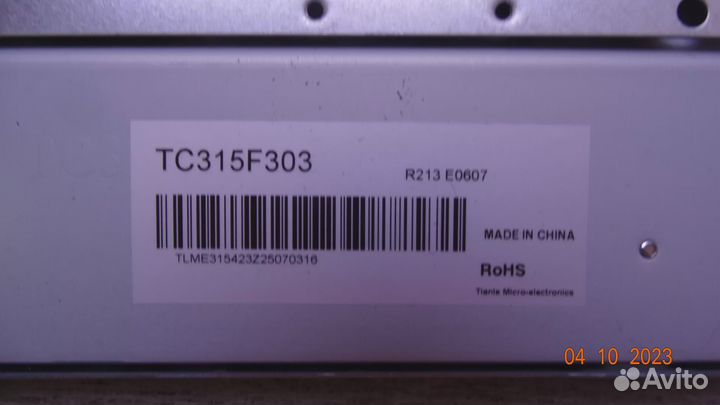 TC315F303
R213 E0607
TLME315423Z25070316
MADE IN CHINA
RoHS
Tianle Micro-electronics
04 10 2023
Avito